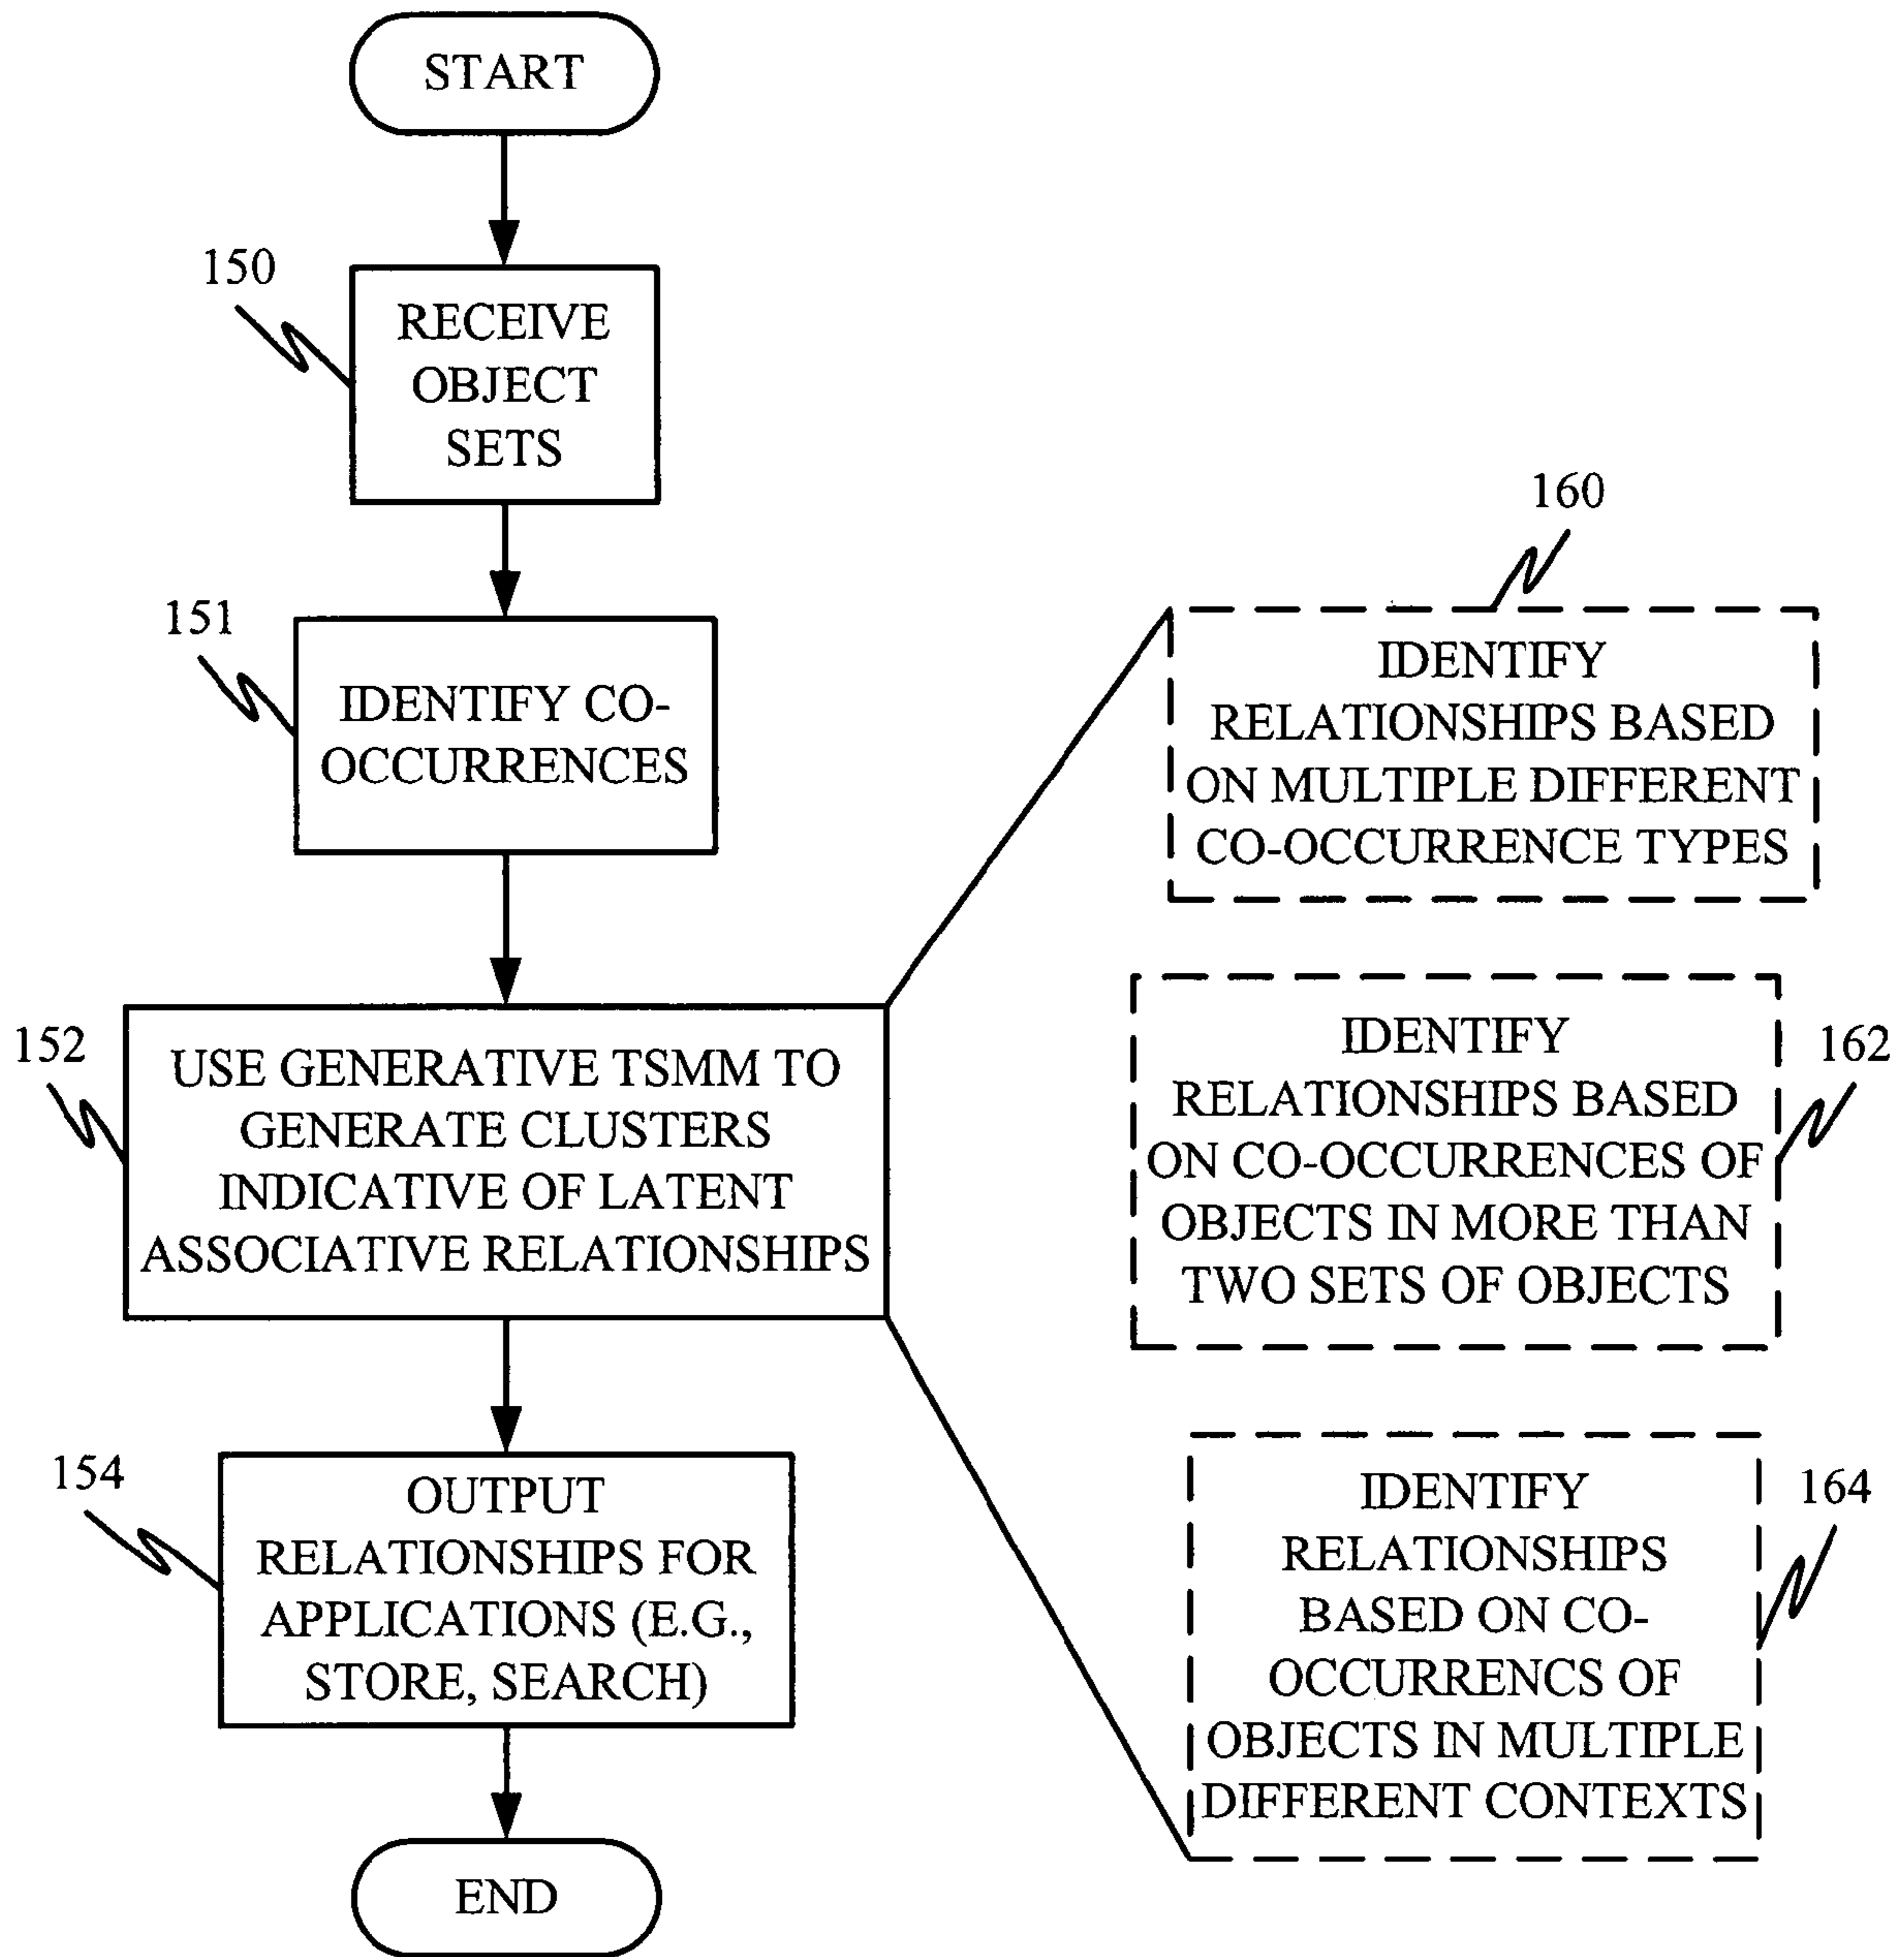 START
150
RECEIVE
OBJECT
SETS
151
IDENTIFY CO-
OCCURRENCES
152
USE GENERATIVE TSMM TO
GENERATE CLUSTERS
INDICATIVE OF LATENT
ASSOCIATIVE RELATIONSHIPS
154
OUTPUT
RELATIONSHIPS FOR
APPLICATIONS (E.G.,
STORE, SEARCH)
END
160
IDENTIFY
RELATIONSHIPS BASED
ON MULTIPLE DIFFERENT
CO-OCCURRENCE TYPES
162
IDENTIFY
RELATIONSHIPS BASED
ON CO-OCCURRENCES OF
OBJECTS IN MORE THAN
TWO SETS OF OBJECTS
164
IDENTIFY
RELATIONSHIPS
BASED ON CO-
OCCURRENCS OF
OBJECTS IN MULTIPLE
DIFFERENT CONTEXTS